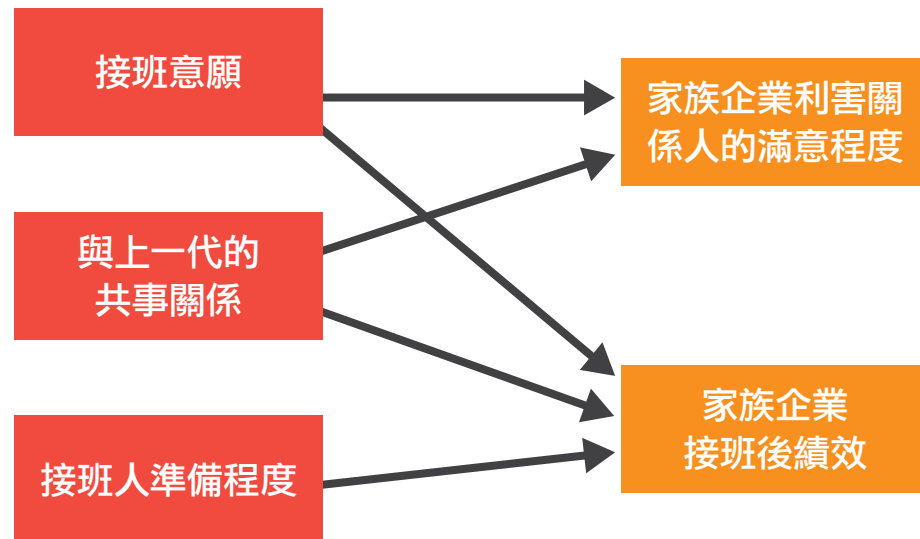 接班意願
與上一代的
共事關係
接班人準備程度
家族企業利害關
係人的滿意程度
家族企業
接班後績效